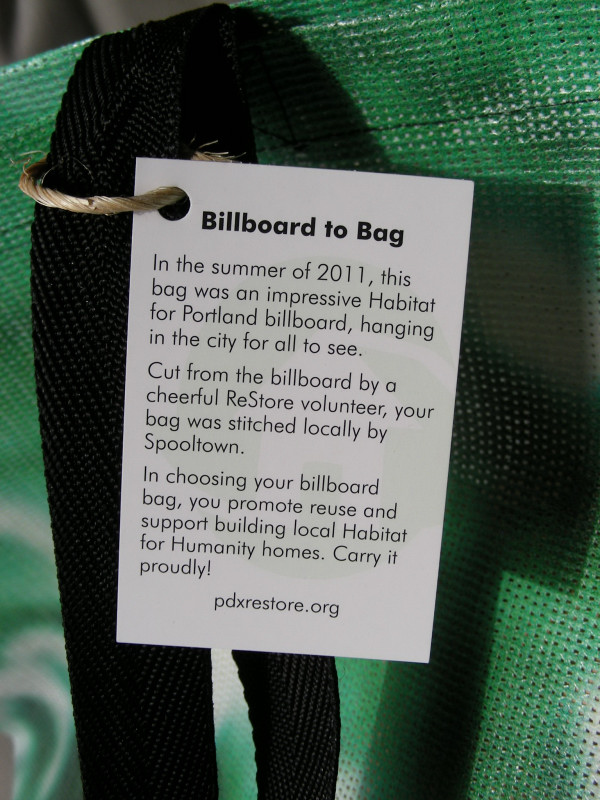 Billboard to Bag
In the summer of 2011, this
bag was an impressive Habitat
for Portland billboard, hanging
in the city for all to see.
Cut from the billboard by a
cheerful ReStore volunteer, your
bag was stitched locally by
Spooltown.
In choosing your billboard
bag, you promote reuse and
support building local Habitat
for Humanity homes. Carry it
proudly!
pdxrestore.org